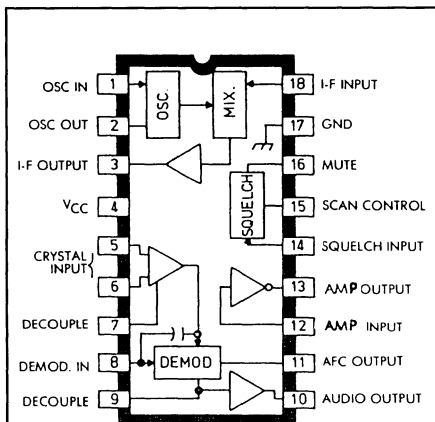 OSC IN 1
OSC OUT 2
I-F OUTPUT 3
VCC 4
CRYSTAL INPUT} 5
6
DECOUPLE 7
DEMOD. IN 8
DECOUPLE 9
OSC.
MIX.
SQUELCH
DEMOD
18 I-F INPUT
17 GND
16 MUTE
15 SCAN CONTROL
14 SQUELCH INPUT
13 AMP OUTPUT
12 AMP INPUT
11 AFC OUTPUT
10 AUDIO OUTPUT